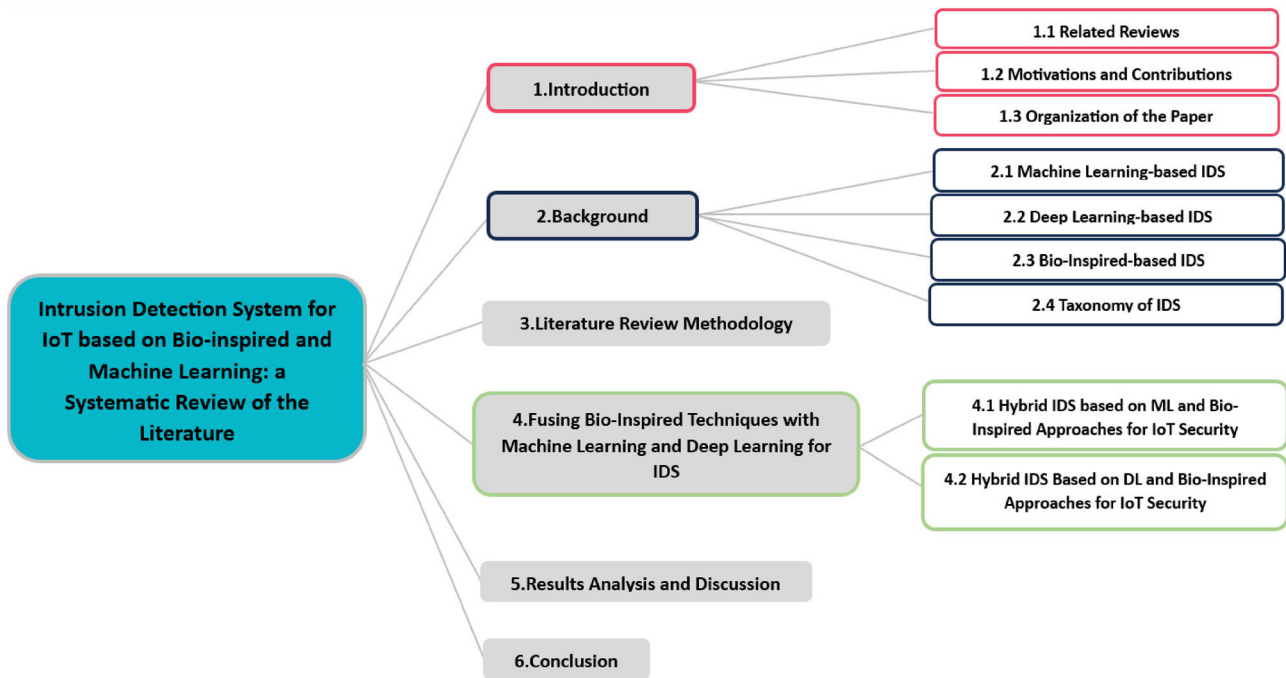 Intrusion Detection System for
IoT based on Bio-inspired and
Machine Learning: a
Systematic Review of the
Literature
1.Introduction
1.1 Related Reviews
1.2 Motivations and Contributions
1.3 Organization of the Paper
2.Background
2.1 Machine Learning-based IDS
2.2 Deep Learning-based IDS
2.3 Bio-Inspired-based IDS
2.4 Taxonomy of IDS
3.Literature Review Methodology
4.Fusing Bio-Inspired Techniques with
Machine Learning and Deep Learning for
IDS
4.1 Hybrid IDS based on ML and Bio-
Inspired Approaches for IoT Security
4.2 Hybrid IDS Based on DL and Bio-Inspired
Approaches for IoT Security
5.Results Analysis and Discussion
6.Conclusion